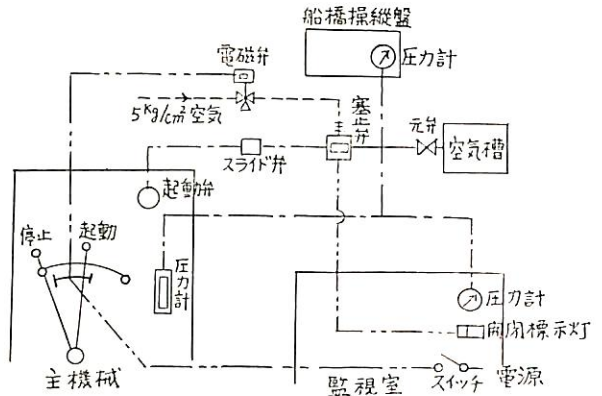 船橋操縦盤
圧力計
電磁弁
5kg/cm²空気
塞止弁
元弁
空気槽
スライド弁
起動弁
停止
起動
圧力計
圧力計
開閉標示灯
主機械
監視室
スイッチ
電源